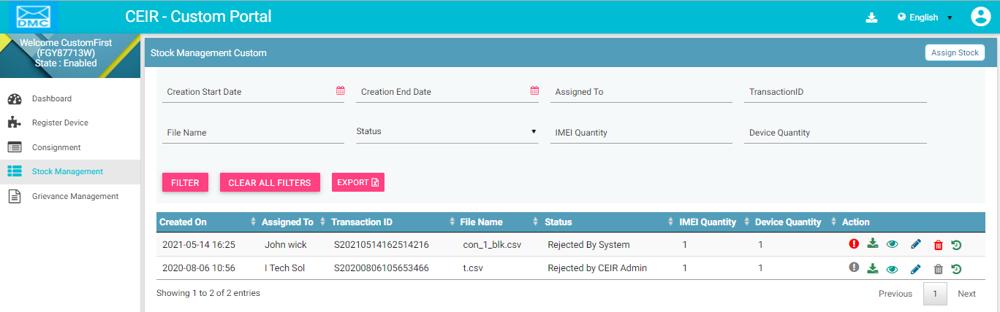 DMC
CEIR - Custom Portal
English
Welcome CustomFirst
(FGY87713W)
State : Enabled
Dashboard
Register Device
Consignment
Stock Management
Grievance Management
Stock Management Custom
Assign Stock
Creation Start Date
Creation End Date
Assigned To
TransactionID
File Name
Status
IMEI Quantity
Device Quantity
FILTER
CLEAR ALL FILTERS
EXPORT
Created On Assigned To Transaction ID File Name Status IMEI Quantity Device Quantity Action
2021-05-14 16:25 John wick S20210514162514216 con_1_blk.csv Rejected By System 1 1
2020-08-06 10:56 I Tech Sol S20200806105653466 t.csv Rejected by CEIR Admin 1 1
Showing 1 to 2 of 2 entries
Previous 1 Next